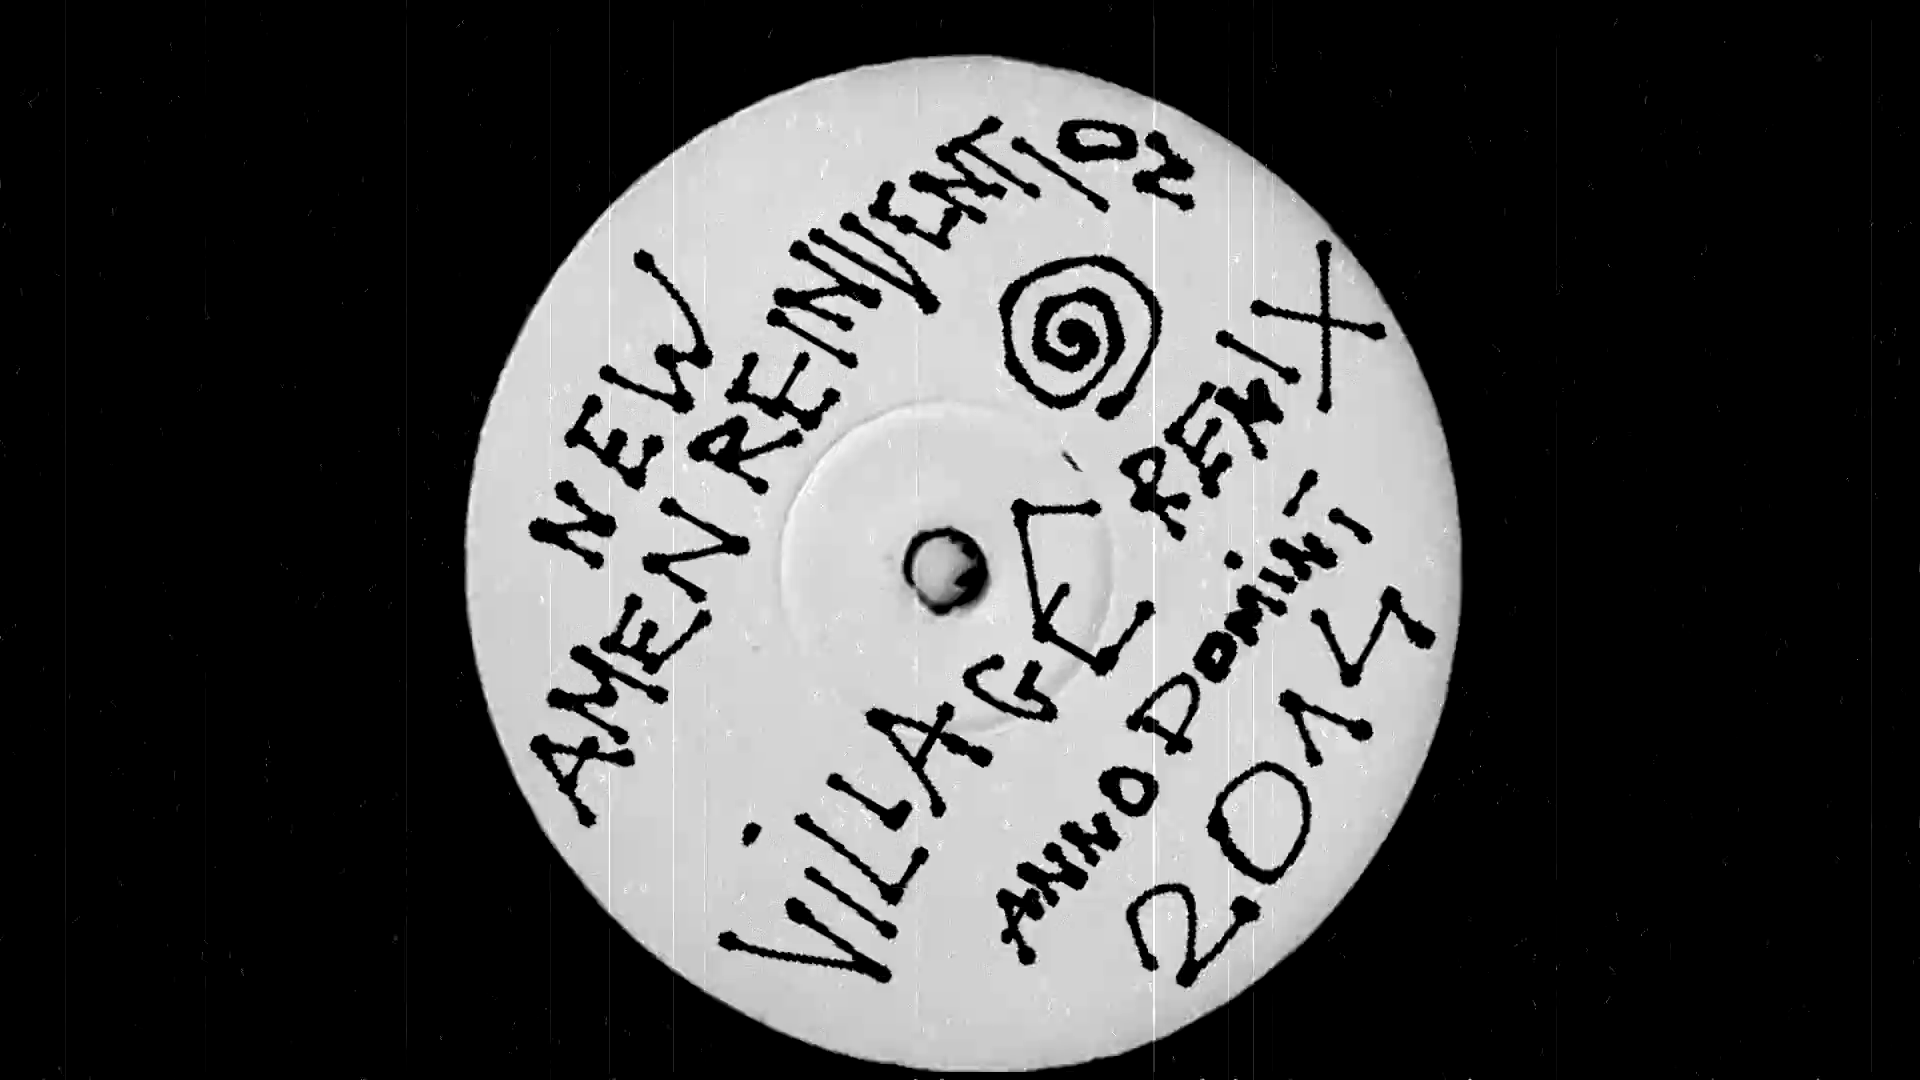 NEW
AMEN REINVENTION
VILLAGE REMIX
ANNO DOMINI
2014